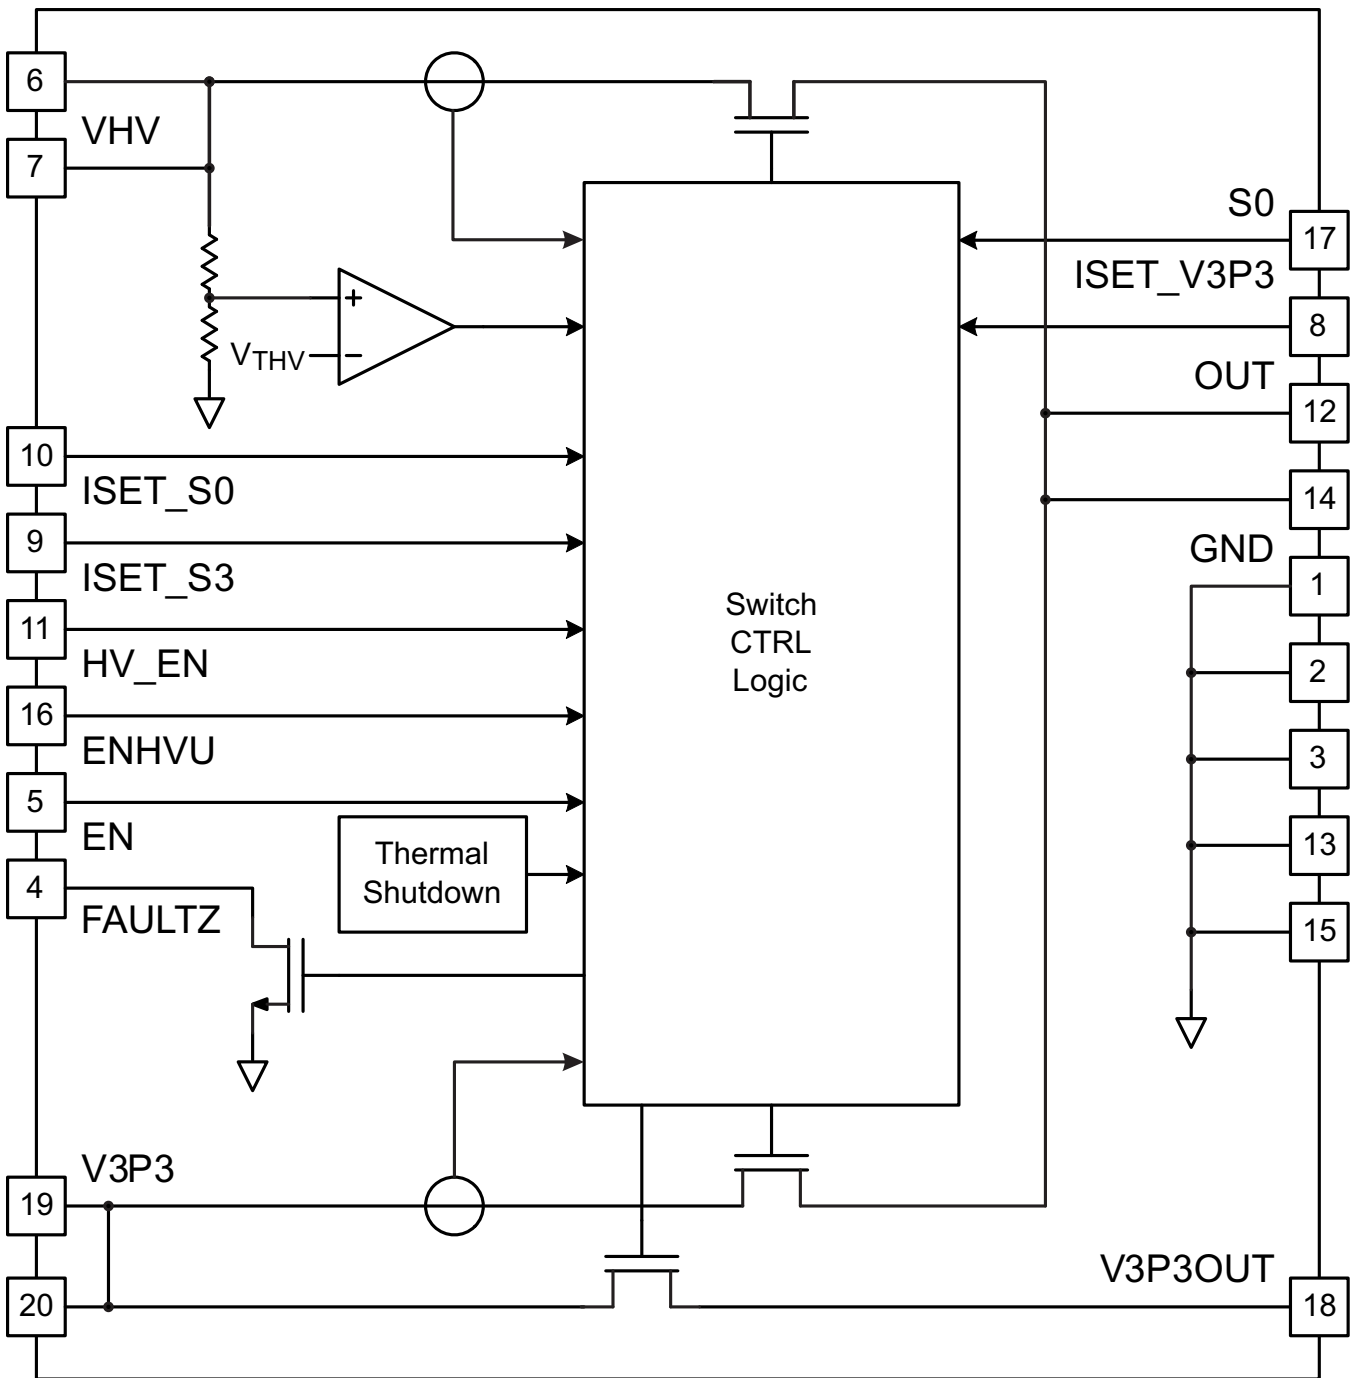 6
VHV
7
S0
17
ISET_V3P3
8
+
VTHV
−
OUT
12
10
ISET_S0
14
9
ISET_S3
GND
1
11
HV_EN
Switch
CTRL
Logic
2
16
ENHVU
3
5
EN
Thermal
Shutdown
13
4
FAULTZ
15
V3P3
19
V3P3OUT
20
18